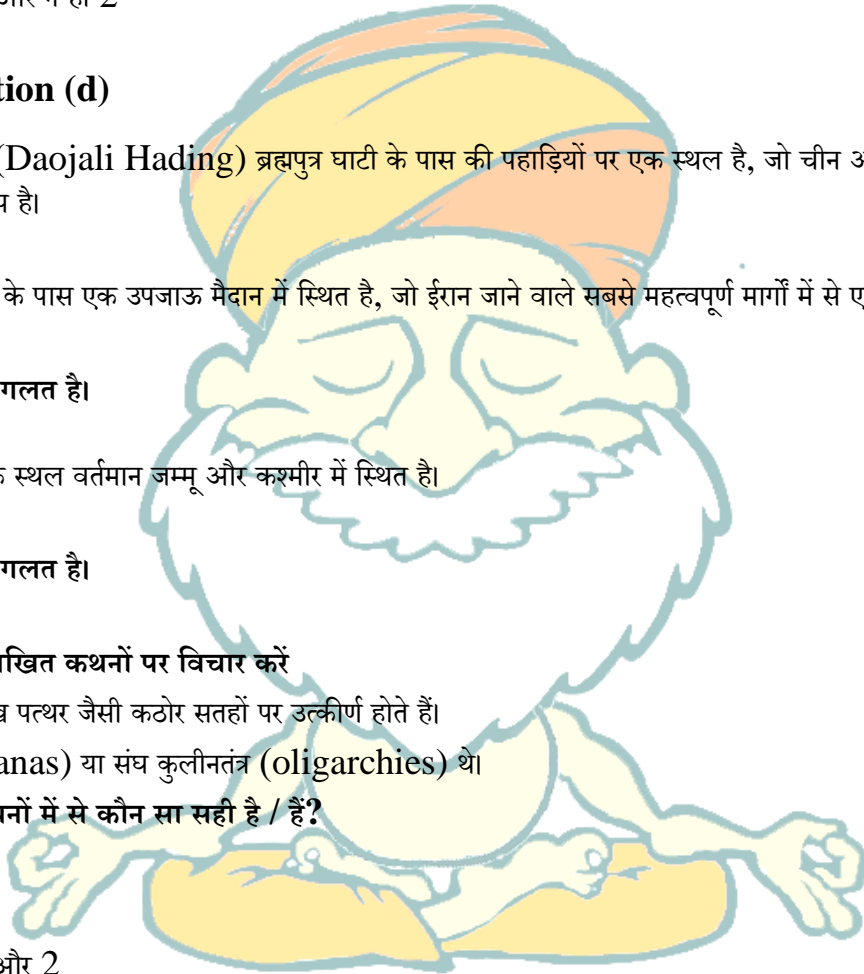 और न ही 2
tion (d)
(Daojali Hading) ब्रह्मपुत्र घाटी के पास की पहाड़ियों पर एक स्थल है, जो चीन
है।
के पास एक उपजाऊ मैदान में स्थित है, जो ईरान जाने वाले सबसे महत्वपूर्ण मार्गों में से
गलत है।
स्थल वर्तमान जम्मू और कश्मीर में स्थित है।
गलत है।
खित कथनों पर विचार करें
पत्थर जैसी कठोर सतहों पर उत्कीर्ण होते हैं।
anas) या संघ कुलीनतंत्र (oligarchies) थे।
नों में से कौन सा सही है / हैं?
और 2